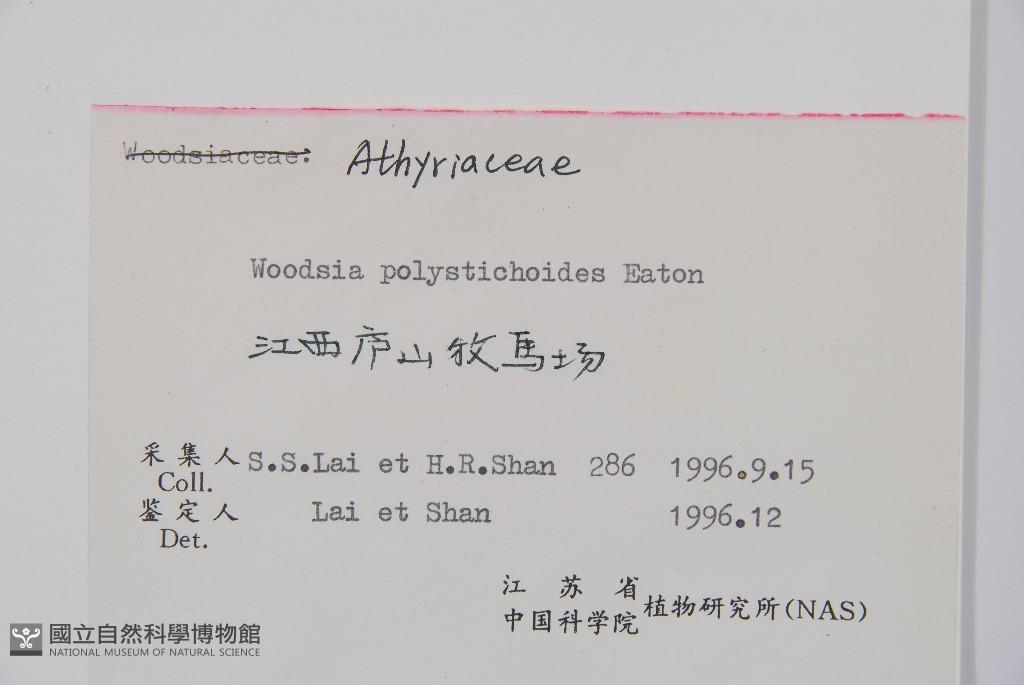 Woodsiaceae: Athyriaceae
Woodsia polystichoides Eaton
江西庐山牧馬场
采集人 S.S.Lai et H.R.Shan 286 1996.9.15
Coll.
鉴定人 Lai et Shan 1996.12
Det.
江苏省
中国科学院 植物研究所(NAS)
國立自然科學博物館
NATIONAL MUSEUM OF NATURAL SCIENCE